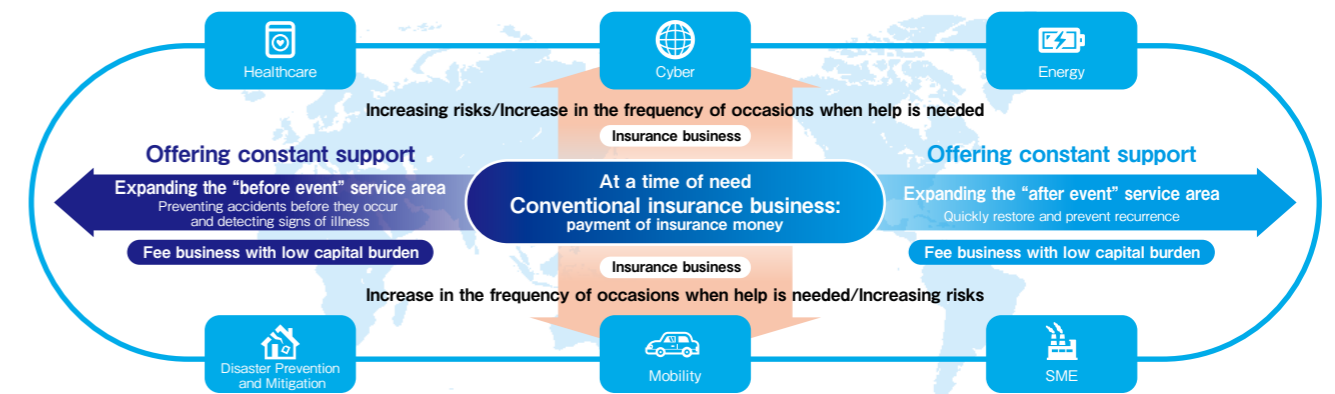 Healthcare
Cyber
Energy
Increasing risks/Increase in the frequency of occasions when help is needed
Insurance business
Offering constant support
Expanding the “before event” service area
Preventing accidents before they occur
and detecting signs of illness
Fee business with low capital burden
At a time of need
Conventional insurance business:
payment of insurance money
Offering constant support
Expanding the “after event” service area
Quickly restore and prevent recurrence
Fee business with low capital burden
Insurance business
Increase in the frequency of occasions when help is needed/Increasing risks
Disaster Prevention
and Mitigation
Mobility
SME